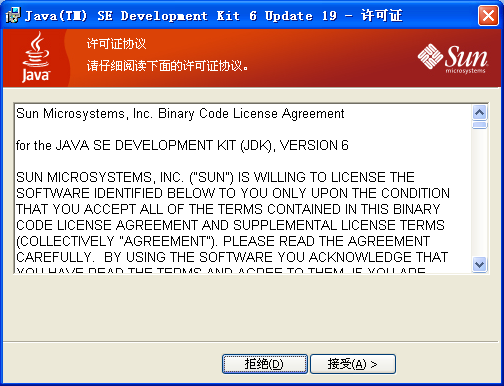 Java(TM) SE Development Kit 6 Update 19 - 许可证
许可证协议
请仔细阅读下面的许可证协议。
Java
Sun
microsystems
Sun Microsystems, Inc. Binary Code License Agreement
for the JAVA SE DEVELOPMENT KIT (JDK), VERSION 6
SUN MICROSYSTEMS, INC. ("SUN") IS WILLING TO LICENSE THE
SOFTWARE IDENTIFIED BELOW TO YOU ONLY UPON THE CONDITION
THAT YOU ACCEPT ALL OF THE TERMS CONTAINED IN THIS BINARY
CODE LICENSE AGREEMENT AND SUPPLEMENTAL LICENSE TERMS
(COLLECTIVELY "AGREEMENT"). PLEASE READ THE AGREEMENT
CAREFULLY.  BY USING THE SOFTWARE YOU ACKNOWLEDGE THAT
YOU HAVE READ THE TERMS AND AGREE TO THEM. IF YOU ARE
拒绝(D)
接受(A) >